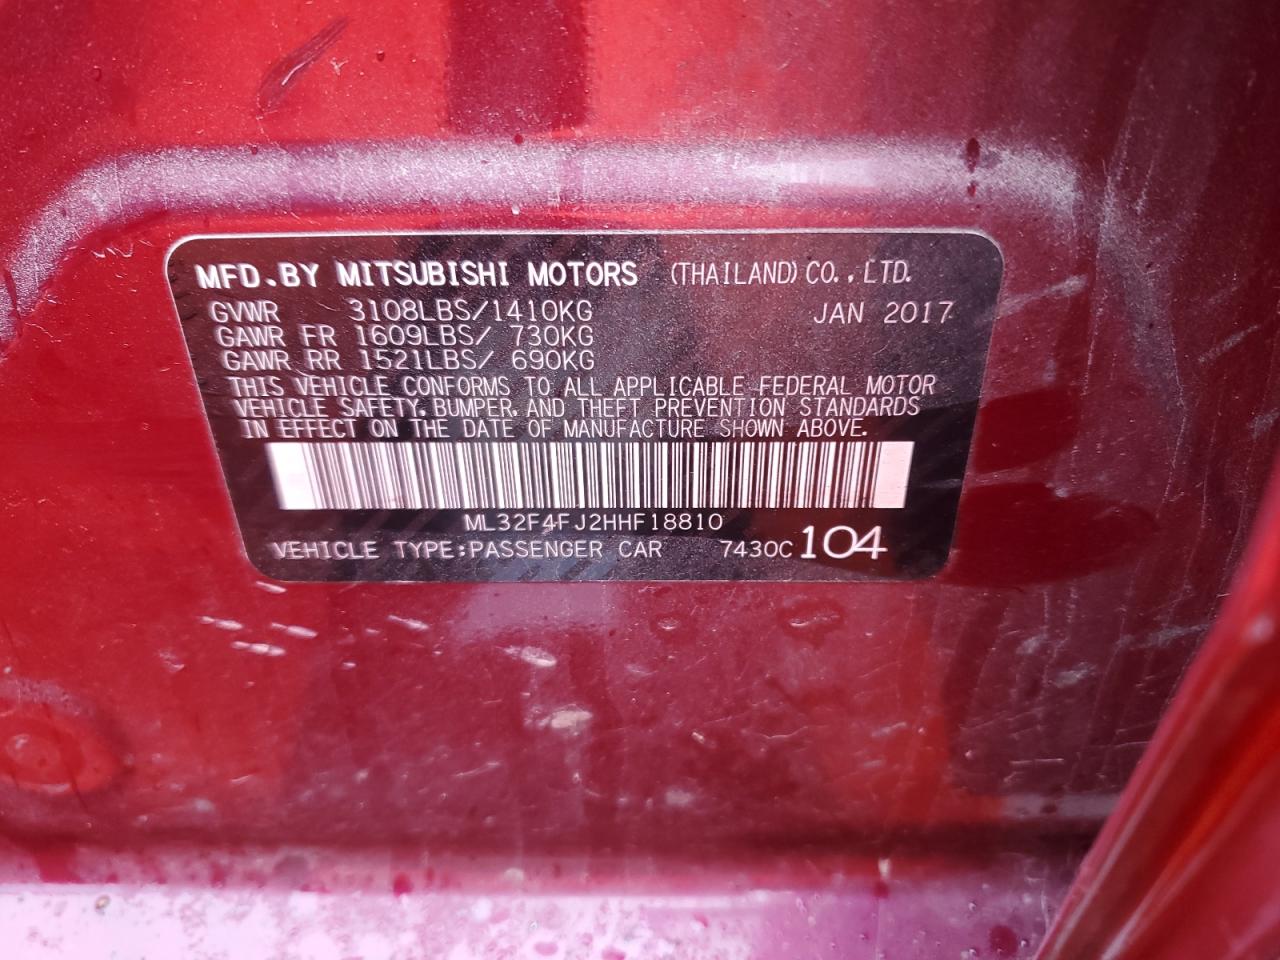 MFD.BY MITSUBISHI MOTORS (THAILAND)CO.,LTD.
GVWR 3108LBS/1410KG JAN 2017
GAWR FR 1609LBS/ 730KG
GAWR RR 1521LBS/ 690KG
THIS VEHICLE CONFORMS TO ALL APPLICABLE FEDERAL MOTOR
VEHICLE SAFETY, BUMPER, AND THEFT PREVENTION STANDARDS
IN EFFECT ON THE DATE OF MANUFACTURE SHOWN ABOVE.
ML32F4FJ2HHF18810
VEHICLE TYPE:PASSENGER CAR 7430C 104